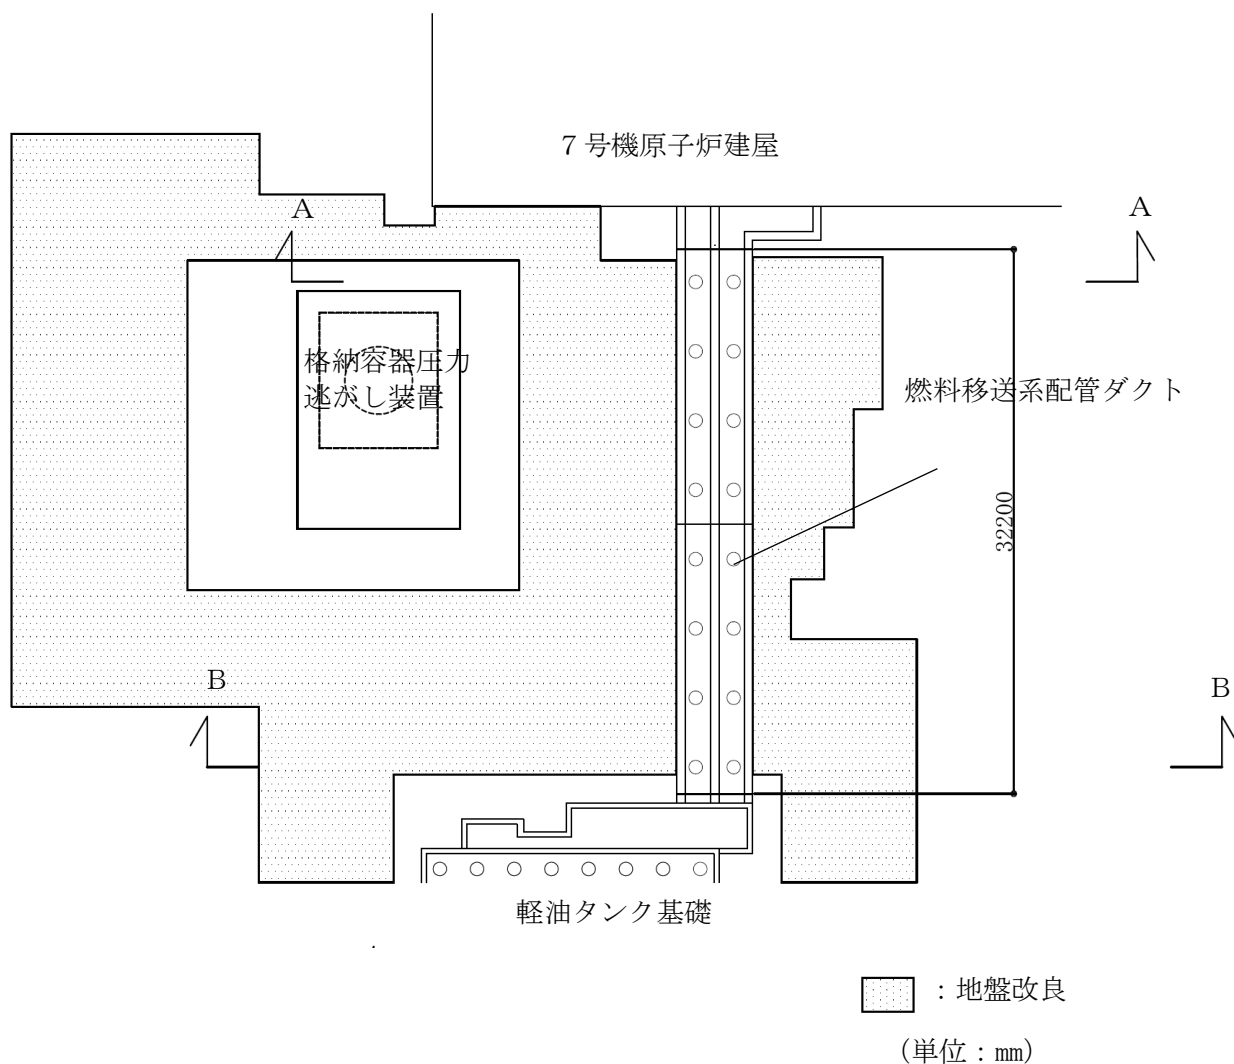 ７号機原子炉建屋
A
A
格納容器圧力
逃がし装置
燃料移送系配管ダクト
32200
B
B
軽油タンク基礎
：地盤改良
（単位：mm）